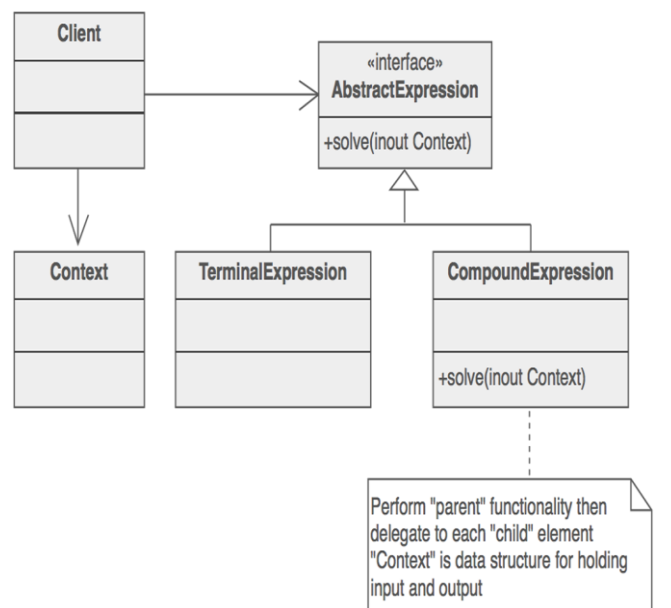 Client
«interface»
AbstractExpression
+solve(inout Context)
Context
TerminalExpression
CompoundExpression
+solve(inout Context)
Perform "parent" functionality then
delegate to each "child" element
"Context" is data structure for holding
input and output